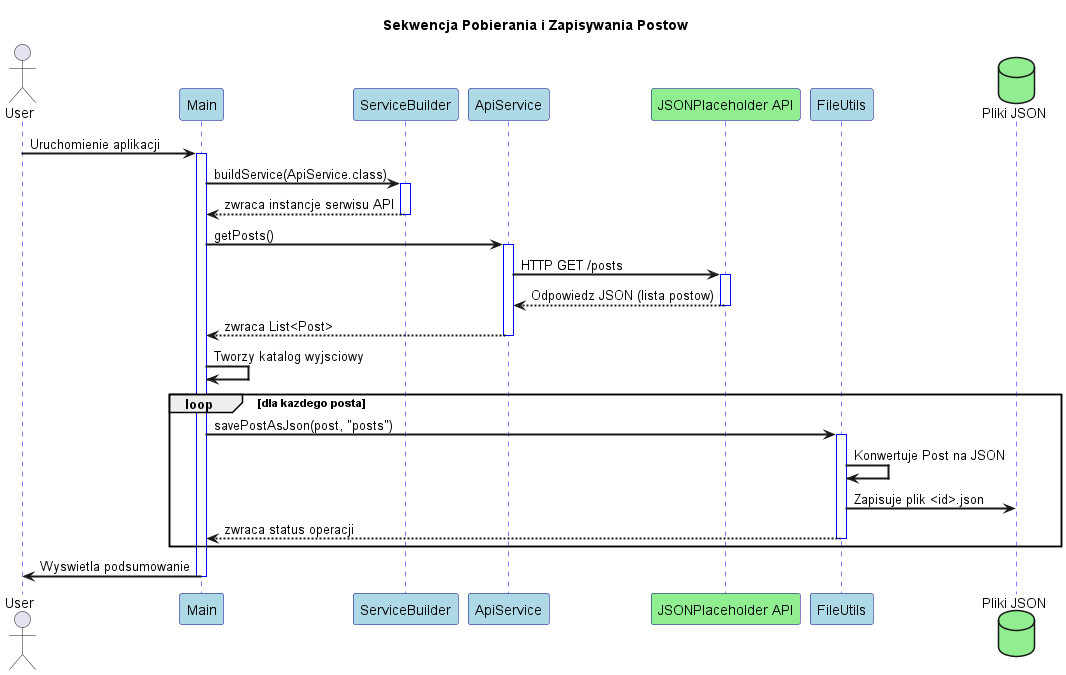 Sekwencja Pobierania i Zapisywania Postow
User
Main
ServiceBuilder
ApiService
JSONPlaceholder API
FileUtils
Pliki JSON
Uruchomienie aplikacji
buildService(ApiService.class)
zwraca instancje serwisu API
getPosts()
HTTP GET /posts
Odpowiedz JSON (lista postow)
zwraca List<Post>
Tworzy katalog wyjsciowy
loop [dla kazdego posta]
savePostAsJson(post, "posts")
Konwertuje Post na JSON
Zapisuje plik <id>.json
zwraca status operacji
Wyswietla podsumowanie
User
Main
ServiceBuilder
ApiService
JSONPlaceholder API
FileUtils
Pliki JSON